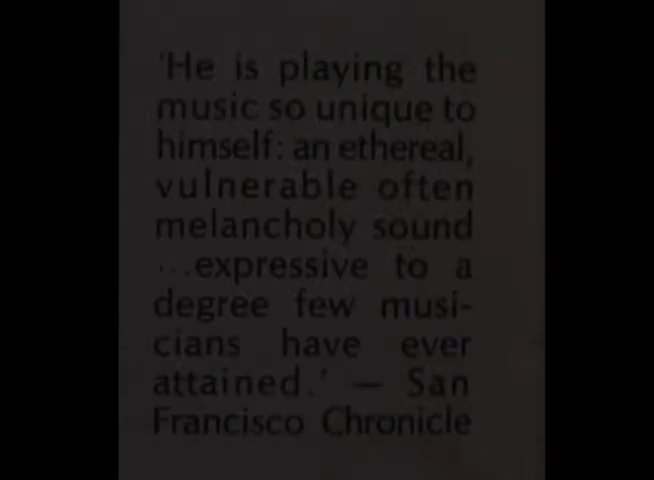 'He is playing the
music so unique to
himself: an ethereal,
vulnerable often
melancholy sound
...expressive to a
degree few musi-
cians have ever
attained.' — San
Francisco Chronicle